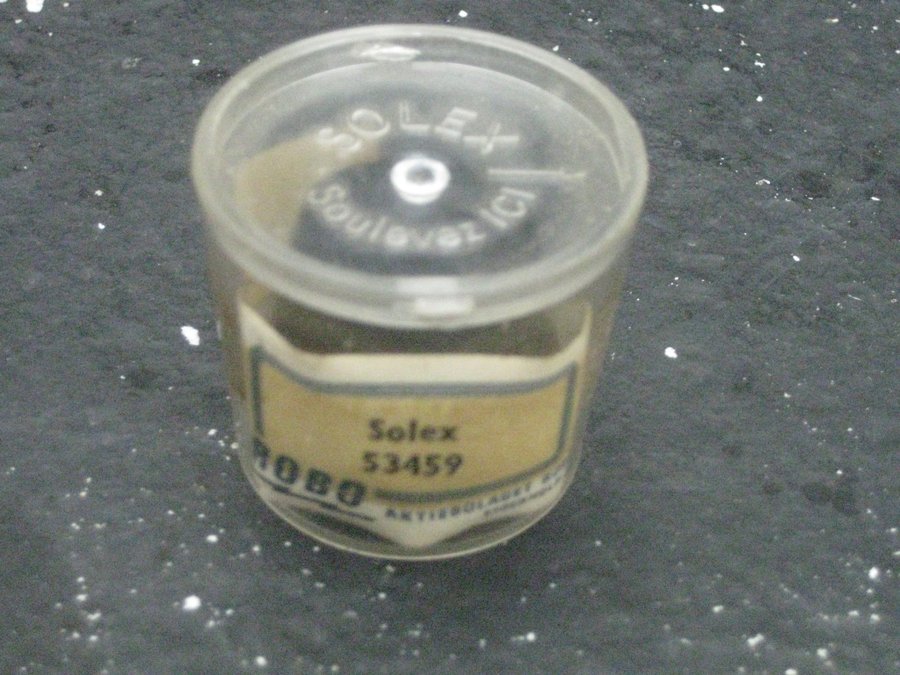 SOLEX
Soulevez ICI
Solex
53459
ROBO
AKTIEBOLAGET